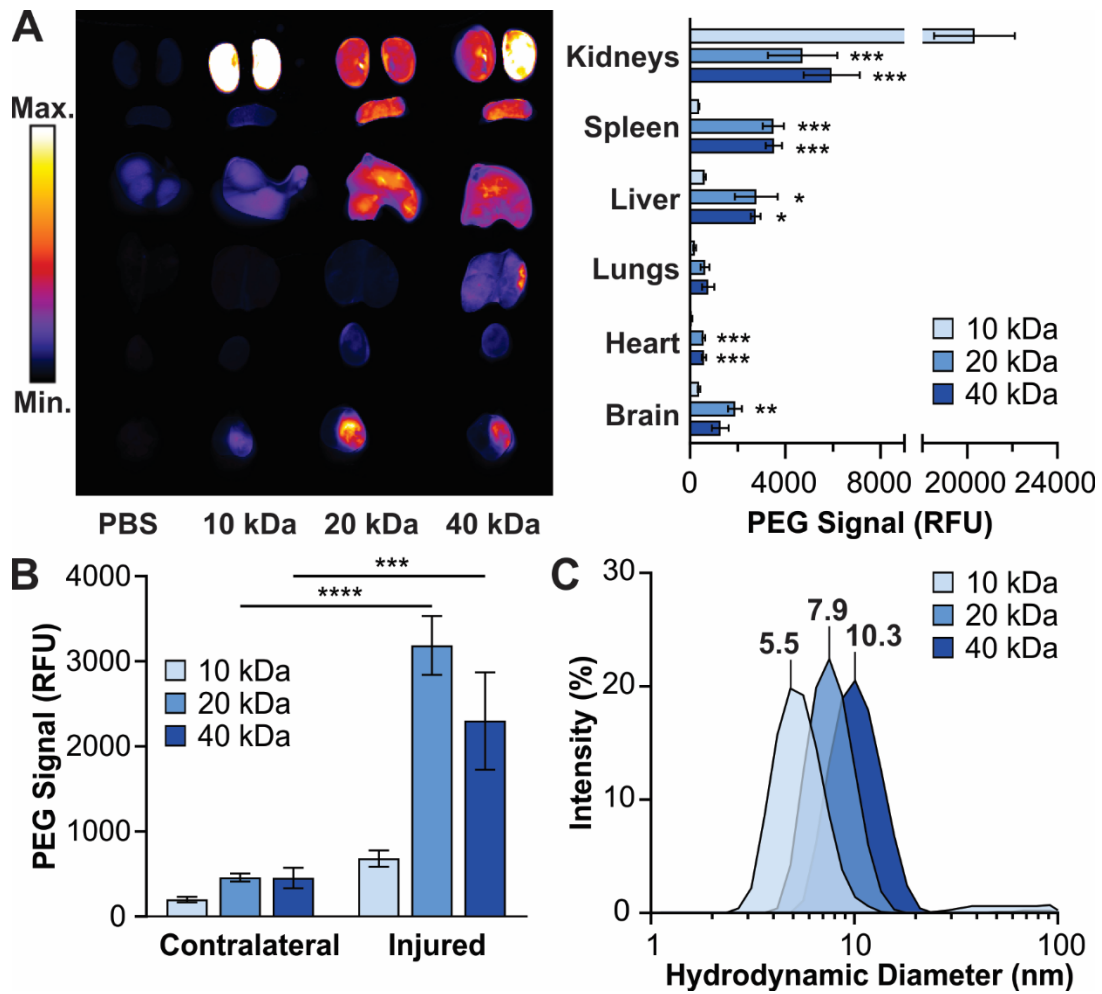 A
Max.
Min.
PBS
10 kDa
20 kDa
40 kDa
Kidneys
***
***
Spleen
***
***
Liver
*
*
Lungs
Heart
***
***
Brain
**
10 kDa
20 kDa
40 kDa
0
4000
8000
20000
24000
PEG Signal (RFU)
B
4000
3000
2000
1000
0
PEG Signal (RFU)
***
****
10 kDa
20 kDa
40 kDa
Contralateral
Injured
C
30
20
10
0
Intensity (%)
5.5
7.9
10.3
10 kDa
20 kDa
40 kDa
1
10
100
Hydrodynamic Diameter (nm)